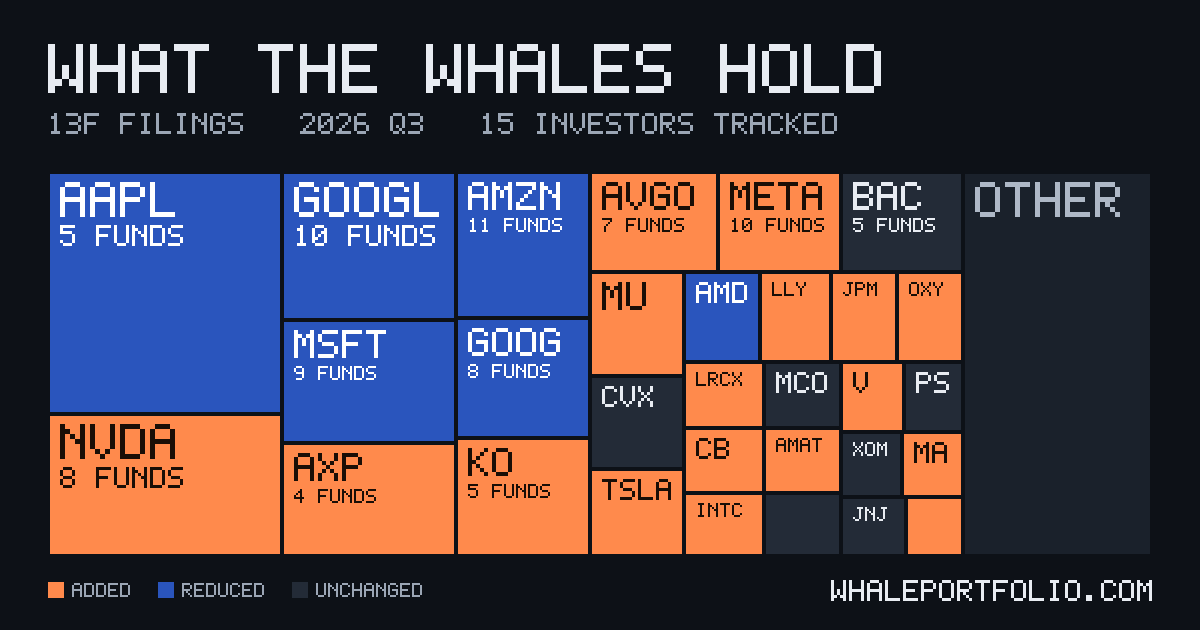 WHAT THE WHALES HOLD
13F FILINGS 2026 Q3 15 INVESTORS TRACKED
AAPL
5 FUNDS
GOOGL
10 FUNDS
AMZN
11 FUNDS
AVGO
7 FUNDS
META
10 FUNDS
BAC
5 FUNDS
OTHER
MU
AMD
LLY
JPM
OXY
MSFT
9 FUNDS
GOOG
8 FUNDS
CVX
LRCX
MCO
V
PS
NVDA
8 FUNDS
AXP
4 FUNDS
KO
5 FUNDS
TSLA
CB
AMAT
XOM
MA
INTC
JNJ
ADDED REDUCED UNCHANGED
WHALEPORTFOLIO.COM